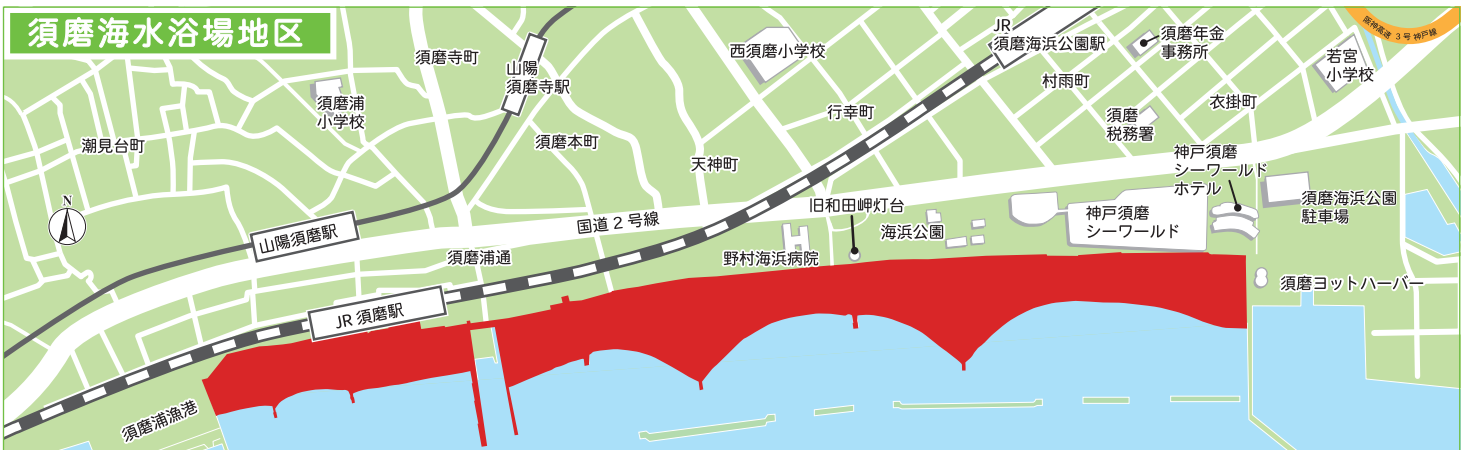 須磨海水浴場地区
須磨寺町
山陽
須磨寺駅
西須磨小学校
JR
須磨海浜公園駅
須磨年金
事務所
阪神高速 3号 神戸線
若宮
小学校
須磨浦
小学校
潮見台町
須磨本町
天神町
行幸町
村雨町
須磨
税務署
衣掛町
神戸須磨
シーワールド
ホテル
N
山陽須磨駅
国道2号線
旧和田岬灯台
海浜公園
神戸須磨
シーワールド
須磨海浜公園
駐車場
須磨浦通
野村海浜病院
須磨ヨットハーバー
JR 須磨駅
須磨浦漁港